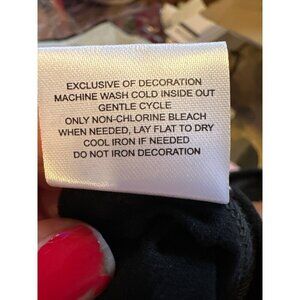 EXCLUSIVE OF DECORATION
MACHINE WASH COLD INSIDE OUT
GENTLE CYCLE
ONLY NON-CHLORINE BLEACH
WHEN NEEDED, LAY FLAT TO DRY
COOL IRON IF NEEDED
DO NOT IRON DECORATION